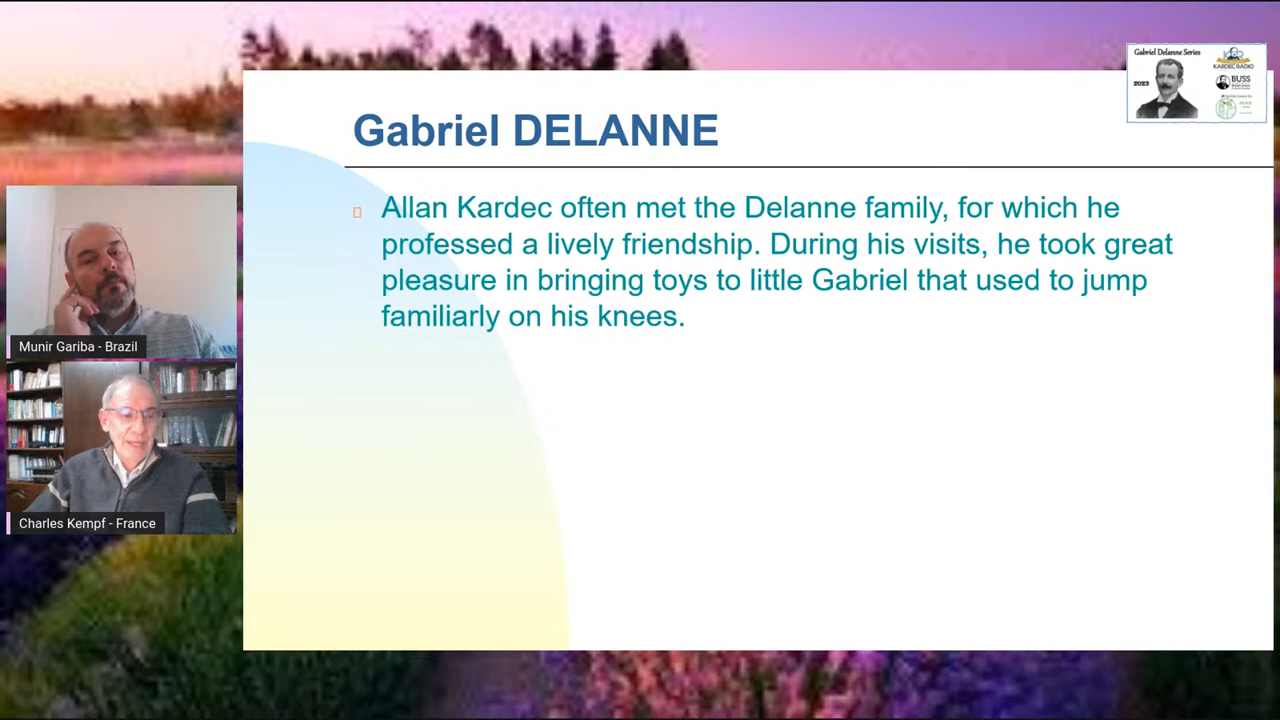 Gabriel Delanne Series
2023
KARDEC RADIO
BUSS
PEACE
Gabriel DELANNE
Allan Kardec often met the Delanne family, for which he
professed a lively friendship. During his visits, he took great
pleasure in bringing toys to little Gabriel that used to jump
familiarly on his knees.
Munir Gariba - Brazil
Charles Kempf - France